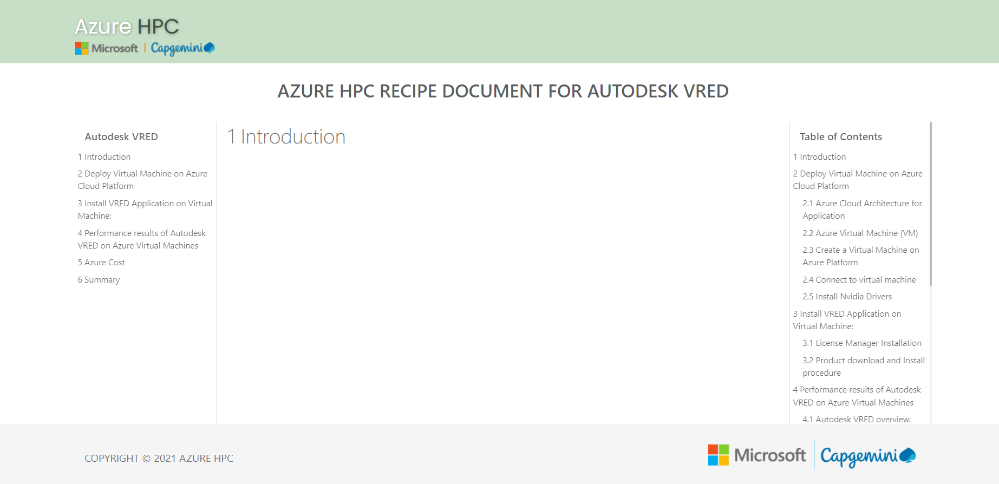 Azure HPC
Microsoft | Capgemini
AZURE HPC RECIPE DOCUMENT FOR AUTODESK VRED
Autodesk VRED
1 Introduction
2 Deploy Virtual Machine on Azure
Cloud Platform
3 Install VRED Application on Virtual
Machine:
4 Performance results of Autodesk
VRED on Azure Virtual Machines
5 Azure Cost
6 Summary
1 Introduction
Table of Contents
1 Introduction
2 Deploy Virtual Machine on Azure
Cloud Platform
2.1 Azure Cloud Architecture for
Application
2.2 Azure Virtual Machine (VM)
2.3 Create a Virtual Machine on
Azure Platform
2.4 Connect to virtual machine
2.5 Install Nvidia Drivers
3 Install VRED Application on
Virtual Machine:
3.1 License Manager Installation
3.2 Product download and Install
procedure
4 Performance results of Autodesk
VRED on Azure Virtual Machines
4.1 Autodesk VRED overview:
COPYRIGHT © 2021 AZURE HPC
Microsoft | Capgemini